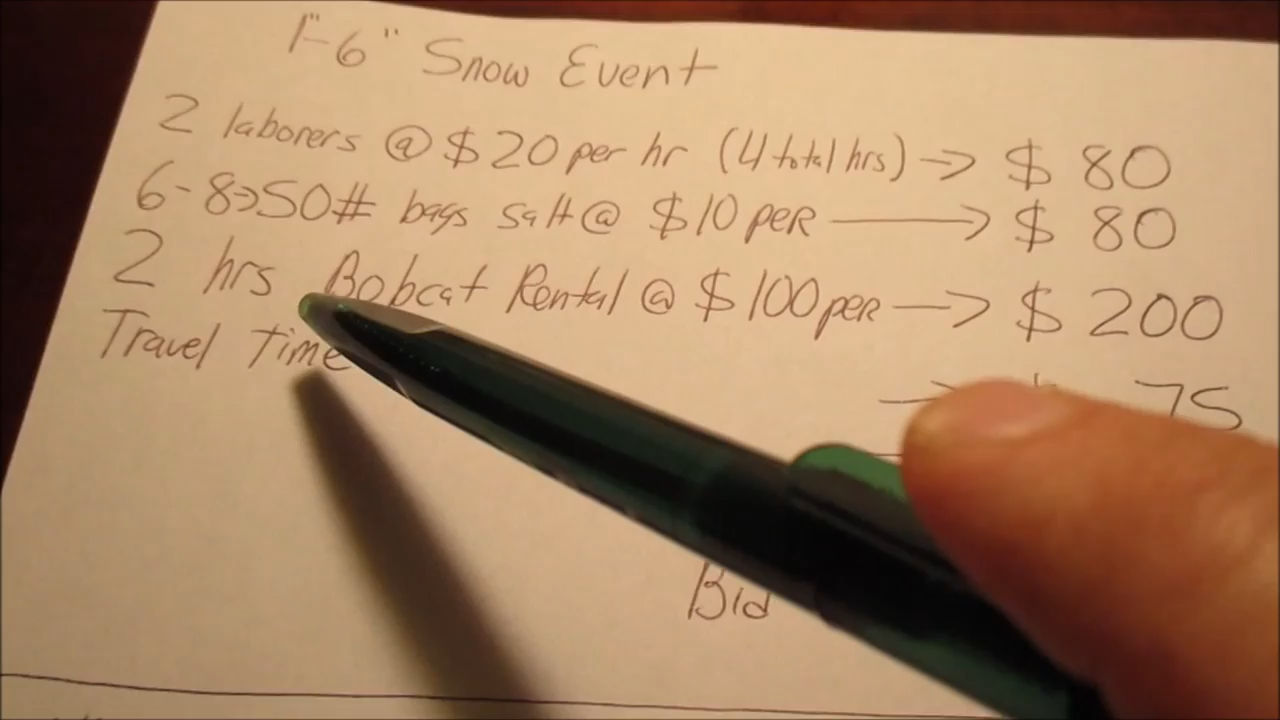 1"-6" Snow Event
2 laborers @ $20 per hr (4 total hrs) → $ 80
6-8→50# bags salt @ $10 per → $ 80
2 hrs Bobcat Rental @ $100 per → $ 200
Travel Time → 75
Bid